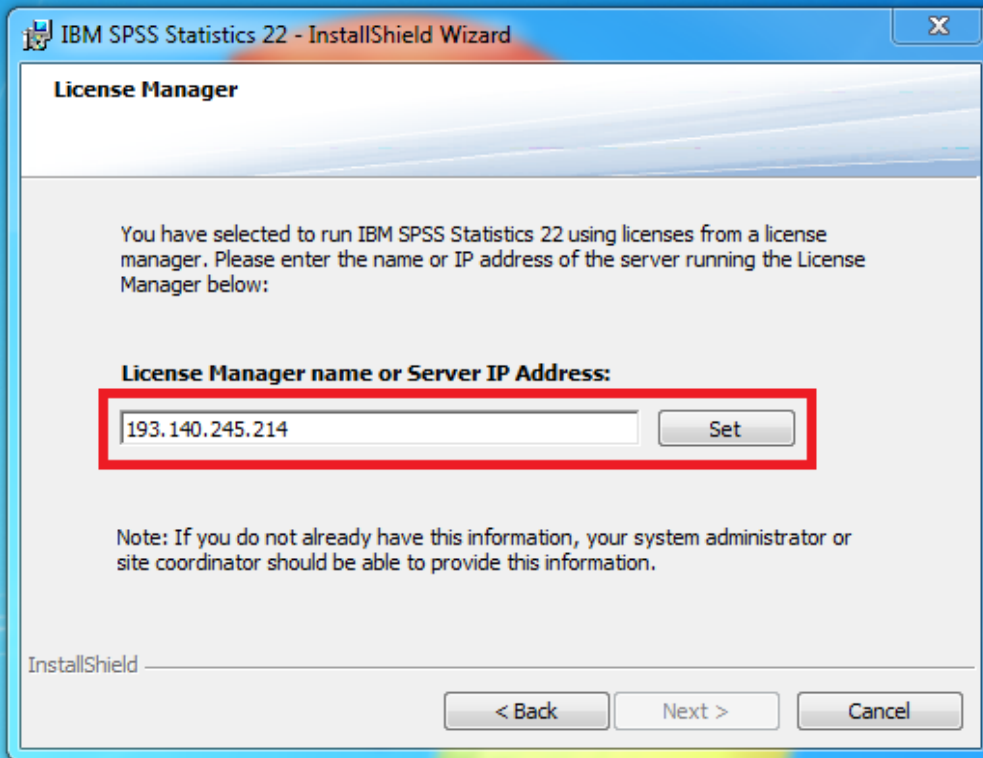 IBM SPSS Statistics 22 - InstallShield Wizard
License Manager
You have selected to run IBM SPSS Statistics 22 using licenses from a license
manager. Please enter the name or IP address of the server running the License
Manager below:
License Manager name or Server IP Address:
193.140.245.214 Set
Note: If you do not already have this information, your system administrator or
site coordinator should be able to provide this information.
InstallShield
< Back Next > Cancel